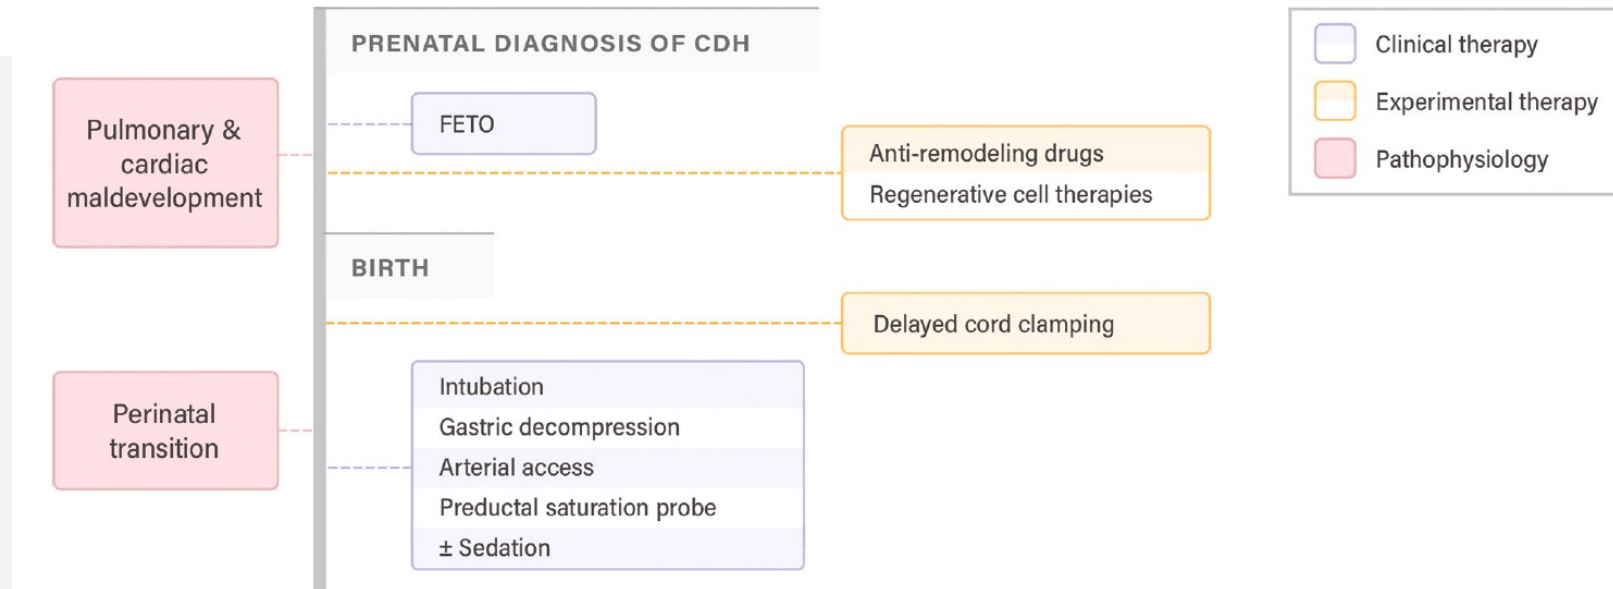 PRENATAL DIAGNOSIS OF CDH
Pulmonary &
cardiac
maldevelopment
FETO
Anti-remodeling drugs
Regenerative cell therapies
BIRTH
Delayed cord clamping
Perinatal
transition
Intubation
Gastric decompression
Arterial access
Preductal saturation probe
± Sedation
Clinical therapy
Experimental therapy
Pathophysiology